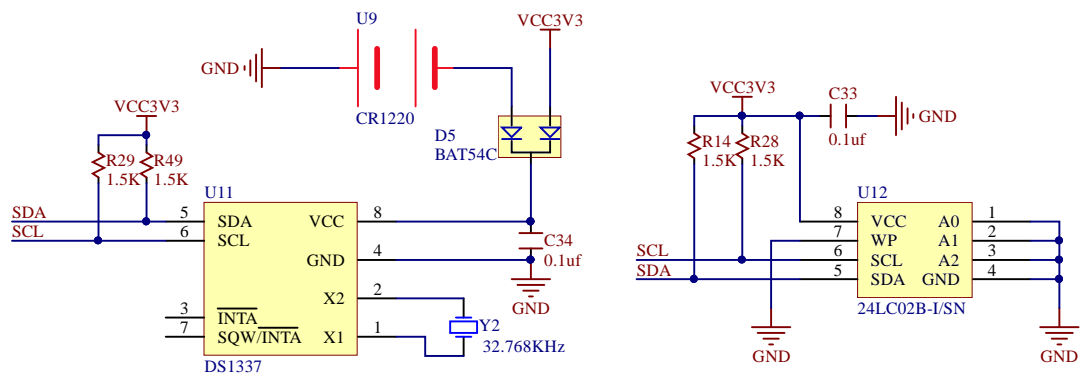 U9
GND
CR1220
VCC3V3
D5
BAT54C
VCC3V3
R29
1.5K
R49
1.5K
SDA
SCL
U11
5
6
3
7
SDA
SCL
INTA
SQW/INTA
VCC
GND
X2
X1
8
4
2
1
DS1337
C34
0.1uf
GND
Y2
32.768KHz
VCC3V3
C33
0.1uf
GND
R14
1.5K
R28
1.5K
SCL
SDA
U12
8
7
6
5
VCC
WP
SCL
SDA
A0
A1
A2
GND
1
2
3
4
24LC02B-I/SN
GND
GND